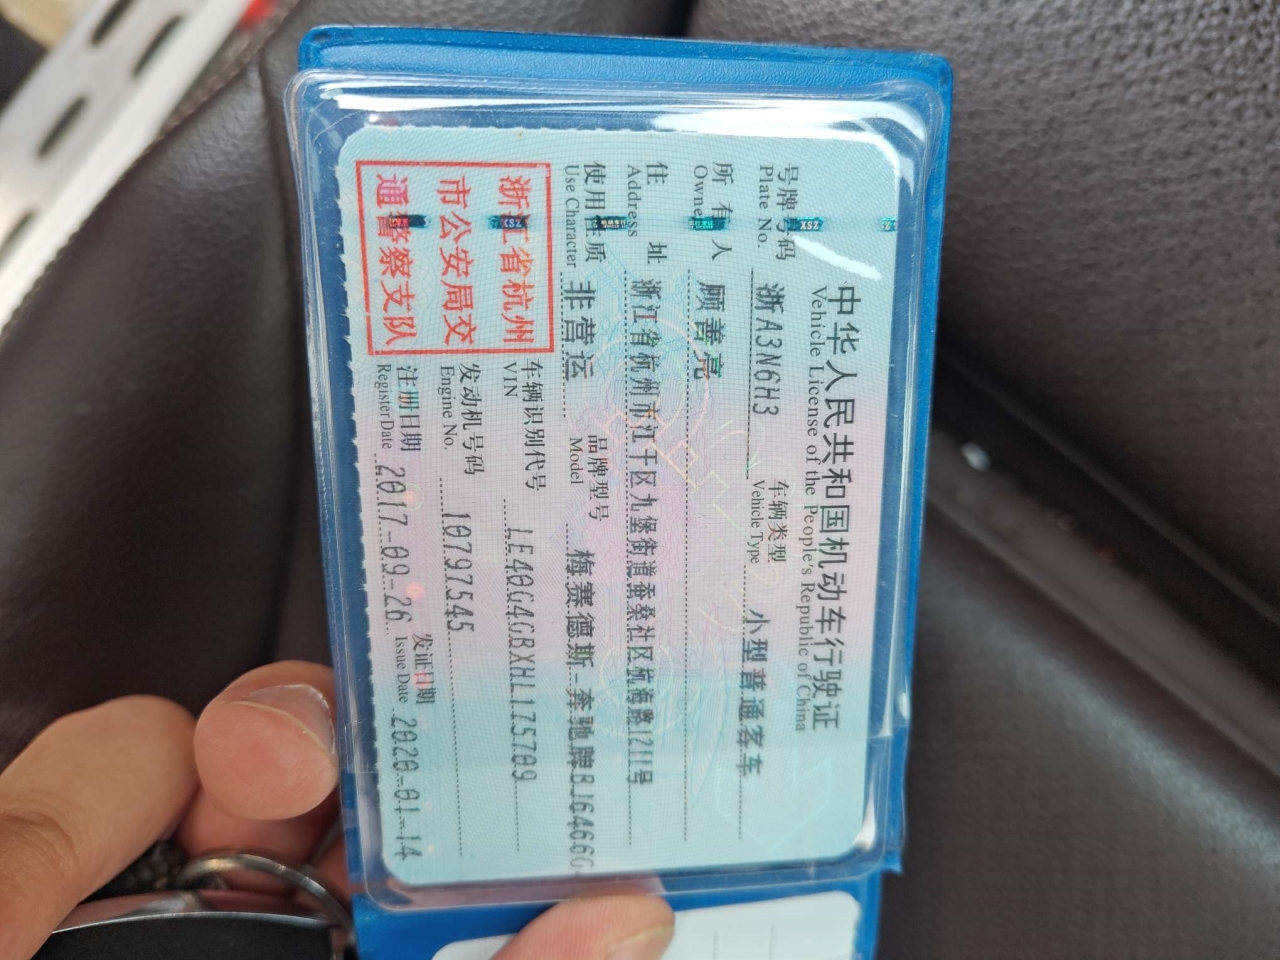 中华人民共和国机动车行驶证
Vehicle License of the People's Republic of China
号牌号码 浙A3N6H3 车辆类型 小型普通客车
Plate No. Vehicle Type
所有人 顾善亮
Owner
住址 浙江省杭州市江干区九堡街道蚕桑社区杭海路1211号
Address
使用性质 非营运 品牌型号 梅赛德斯-奔驰牌BJ6466G
Use Character Model
浙江省杭州
市公安局交
通警察支队
车辆识别代号 LE40G4GBXHL175709
VIN
发动机号码 10797545
Engine No.
注册日期 2017-09-26 发证日期 2020-01-14
Register Date Issue Date
XSZ
XSZ